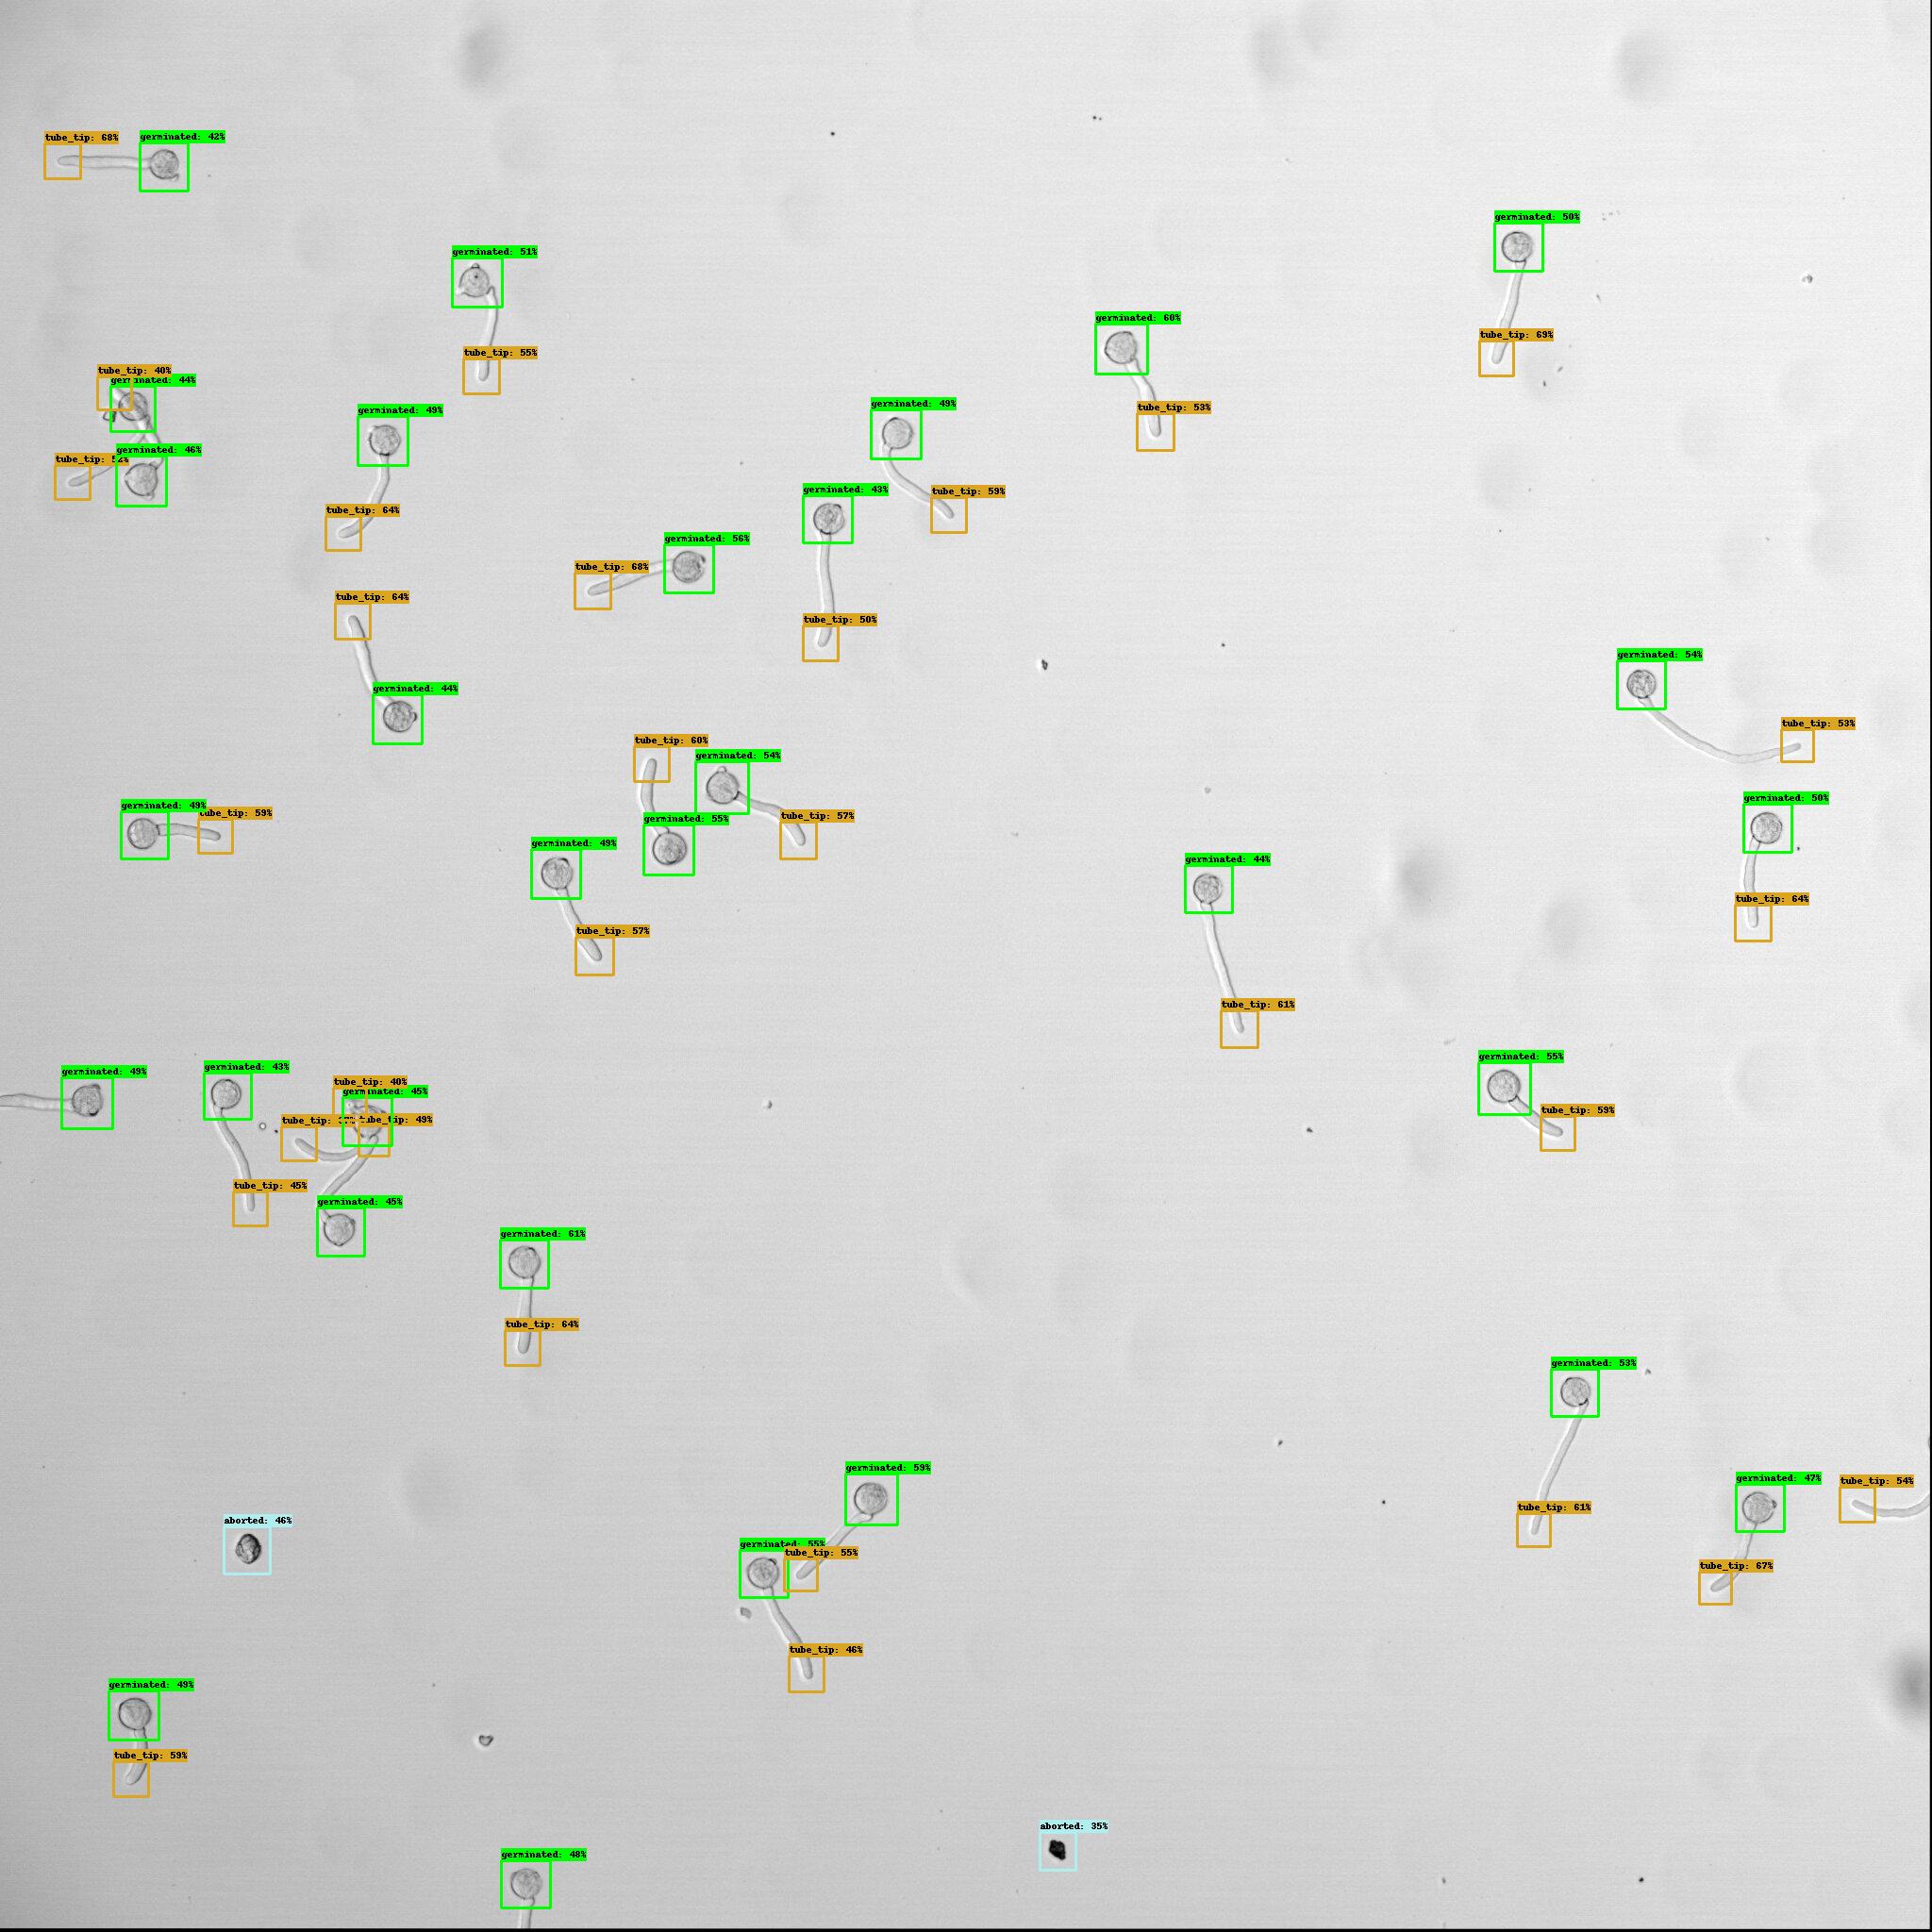 tube_tip: 68%
germinated: 42%
germinated: 50%
germinated: 51%
germinated: 60%
tube_tip: 69%
tube_tip: 55%
tube_tip: 40%
germinated: 44%
germinated: 49%
germinated: 49%
tube_tip: 53%
germinated: 46%
tube_tip:
germinated: 43%
tube_tip: 59%
tube_tip: 64%
germinated: 56%
tube_tip: 68%
tube_tip: 64%
tube_tip: 50%
germinated: 54%
germinated: 44%
tube_tip: 53%
tube_tip: 60%
germinated: 54%
germinated: 50%
germinated: 49%
tube_tip: 59%
tube_tip: 57%
germinated: 55%
germinated: 49%
germinated: 44%
tube_tip: 64%
tube_tip: 57%
tube_tip: 61%
germinated: 55%
germinated: 49%
germinated: 43%
tube_tip: 40%
germinated: 45%
tube_tip: 59%
tube_tip:
tube_tip: 49%
tube_tip: 45%
germinated: 45%
germinated: 61%
tube_tip: 64%
germinated: 53%
germinated: 59%
germinated: 47%
tube_tip: 54%
tube_tip: 61%
aborted: 46%
germinated: 55%
tube_tip: 55%
tube_tip: 67%
tube_tip: 46%
germinated: 49%
tube_tip: 59%
aborted: 35%
germinated: 48%